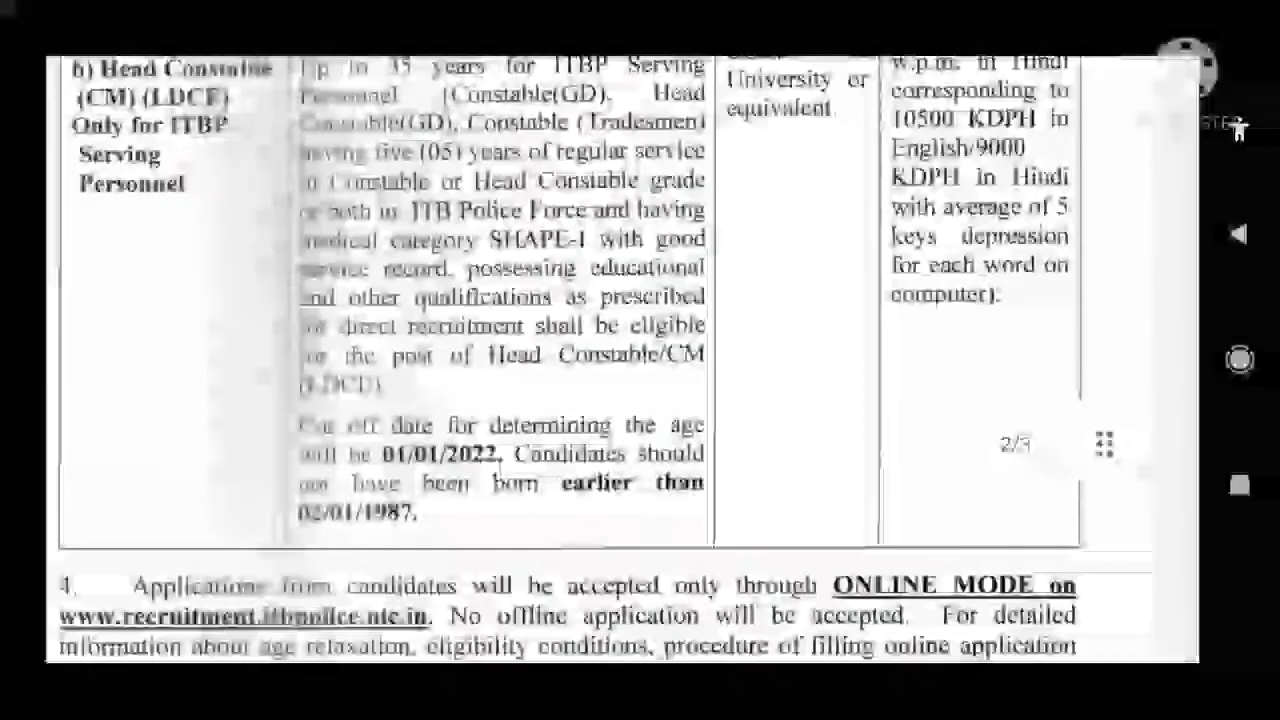 b) Head Constable
(CM) (LDCE)
Only for ITBP
Serving
Personnel
Up to 35 years for ITBP Serving
Personnel [Constable(GD), Head
Constable(GD), Constable (Tradesmen)
having five (05) years of regular service
in Constable or Head Constable grade
or both in ITB Police Force and having
medical category SHAPE-I with good
service record, possessing educational
and other qualifications as prescribed
for direct recruitment shall be eligible
for the post of Head Constable/CM
(LDCE)
Cut off date for determining the age
will be 01/01/2022. Candidates should
not have been born earlier than
02/01/1987.
University or
equivalent
w.p.m. in Hindi
corresponding to
10500 KDPH in
English/9000
KDPH in Hindi
with average of 5
keys depression
for each word on
computer).
2/3
4. Applications from candidates will be accepted only through ONLINE MODE on
www.recruitment.itbpolice.nic.in. No offline application will be accepted. For detailed
information about age relaxation, eligibility conditions, procedure of filling online application